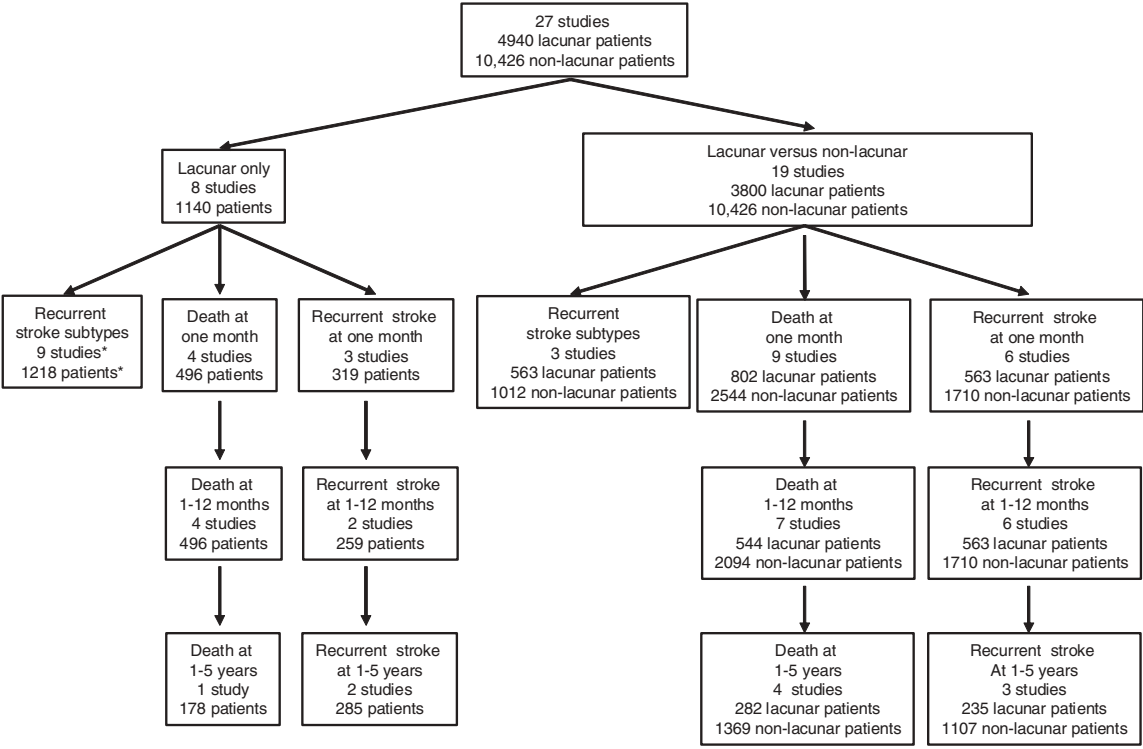 27 studies
4940 lacunar patients
10,426 non-lacunar patients
Lacunar only
8 studies
1140 patients
Lacunar versus non-lacunar
19 studies
3800 lacunar patients
10,426 non-lacunar patients
Recurrent
stroke subtypes
9 studies*
1218 patients*
Death at
one month
4 studies
496 patients
Recurrent stroke
at one month
3 studies
319 patients
Recurrent
stroke subtypes
3 studies
563 lacunar patients
1012 non-lacunar patients
Death at
one month
9 studies
802 lacunar patients
2544 non-lacunar patients
Recurrent stroke
at one month
6 studies
563 lacunar patients
1710 non-lacunar patients
Death at
1-12 months
4 studies
496 patients
Recurrent stroke
at 1-12 months
2 studies
259 patients
Death at
1-12 months
7 studies
544 lacunar patients
2094 non-lacunar patients
Recurrent stroke
at 1-12 months
6 studies
563 lacunar patients
1710 non-lacunar patients
Death at
1-5 years
1 study
178 patients
Recurrent stroke
at 1-5 years
2 studies
285 patients
Death at
1-5 years
4 studies
282 lacunar patients
1369 non-lacunar patients
Recurrent stroke
At 1-5 years
3 studies
235 lacunar patients
1107 non-lacunar patients